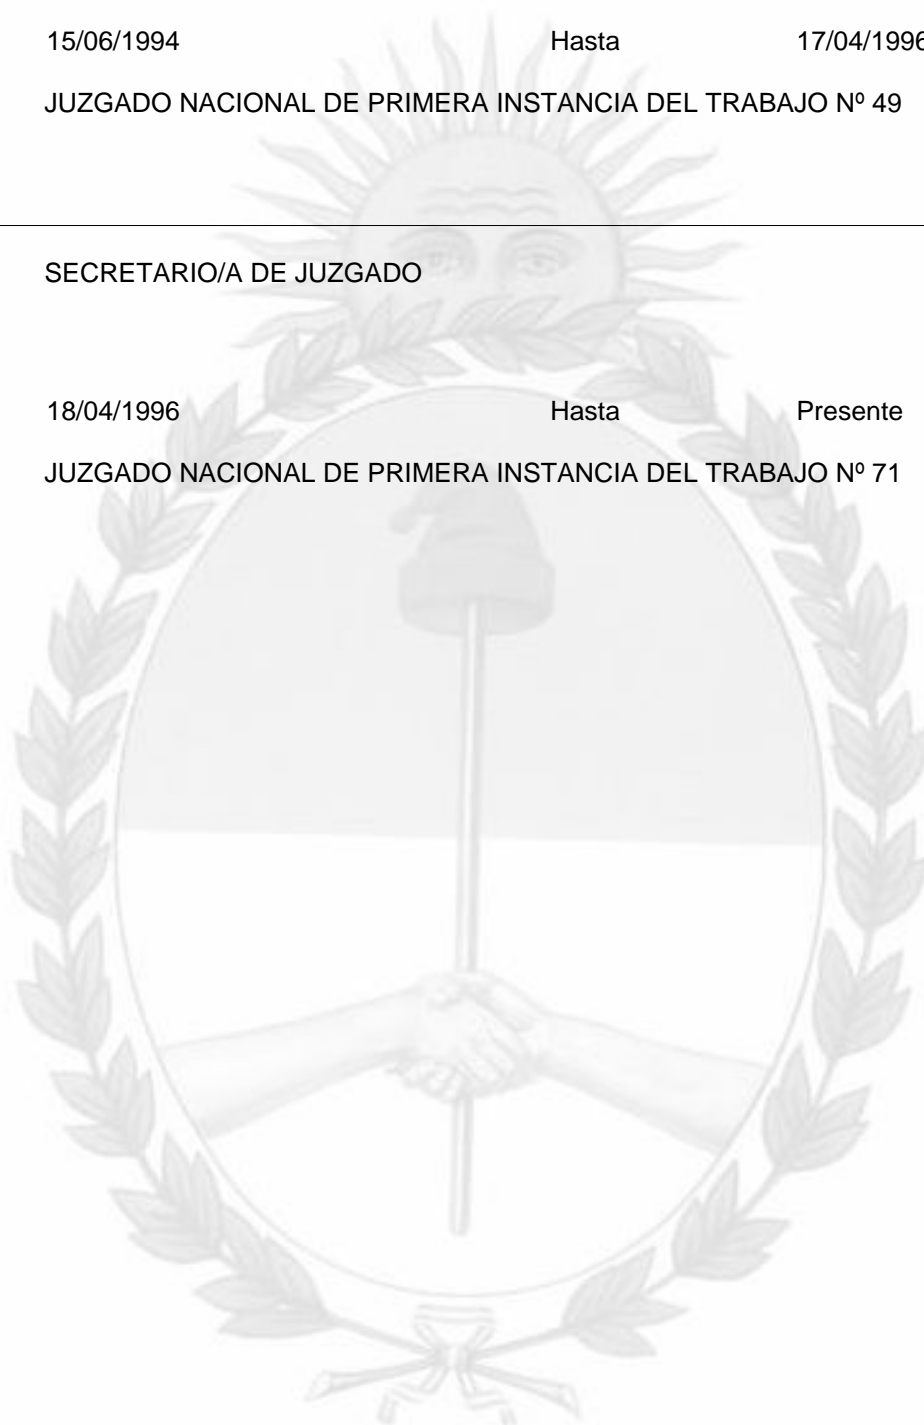 15/06/1994 Hasta 17/04/1996
JUZGADO NACIONAL DE PRIMERA INSTANCIA DEL TRABAJO Nº 49
SECRETARIO/A DE JUZGADO
18/04/1996 Hasta Presente
JUZGADO NACIONAL DE PRIMERA INSTANCIA DEL TRABAJO Nº 71